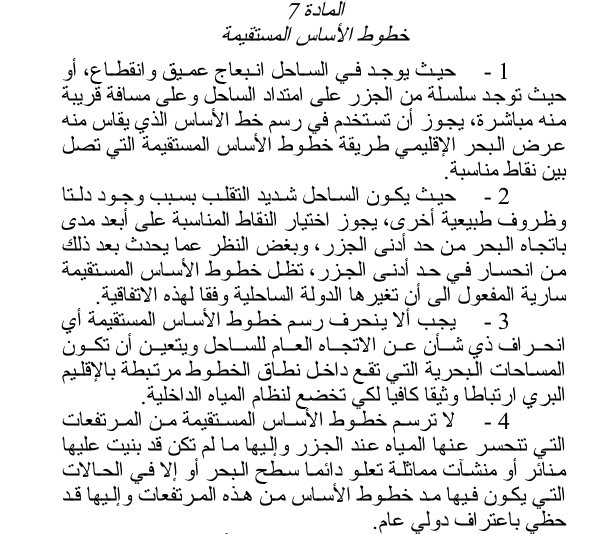 المادة 7
خطوط الأساس المستقيمة
1 - حيث يوجد في الساحل انبعاج عميق وانقطاع، أو
حيث توجد سلسلة من الجزر على امتداد الساحل وعلى مسافة قريبة
منه مباشرة، يجوز أن تستخدم في رسم خط الأساس الذي يقاس منه
عرض البحر الإقليمي طريقة خطوط الأساس المستقيمة التي تصل
بين نقاط مناسبة.
2 - حيث يكون الساحل شديد التقلب بسبب وجود دلتا
وظروف طبيعية أخرى، يجوز اختيار النقاط المناسبة على أبعد مدى
باتجاه البحر من حد أدنى الجزر، وبغض النظر عما يحدث بعد ذلك
من انحسار في حد أدنى الجزر، تظل خطوط الأساس المستقيمة
سارية المفعول الى أن تغيرها الدولة الساحلية وفقا لهذه الاتفاقية.
3 - يجب ألا ينحرف رسم خطوط الأساس المستقيمة أي
انحراف ذي شأن عن الاتجاه العام للساحل ويتعين أن تكون
المساحات البحرية التي تقع داخل نطاق الخطوط مرتبطة بالإقليم
البري ارتباطا وثيقا كافيا لكي تخضع لنظام المياه الداخلية.
4 - لا ترسم خطوط الأساس المستقيمة من المرتفعات
التي تنحسر عنها المياه عند الجزر وإليها ما لم تكن قد بنيت عليها
منائر أو منشآت مماثلة تعلو دائما سطح البحر أو إلا في الحالات
التي يكون فيها مد خطوط الأساس من هذه المرتفعات وإليها قد
حظي باعتراف دولي عام.